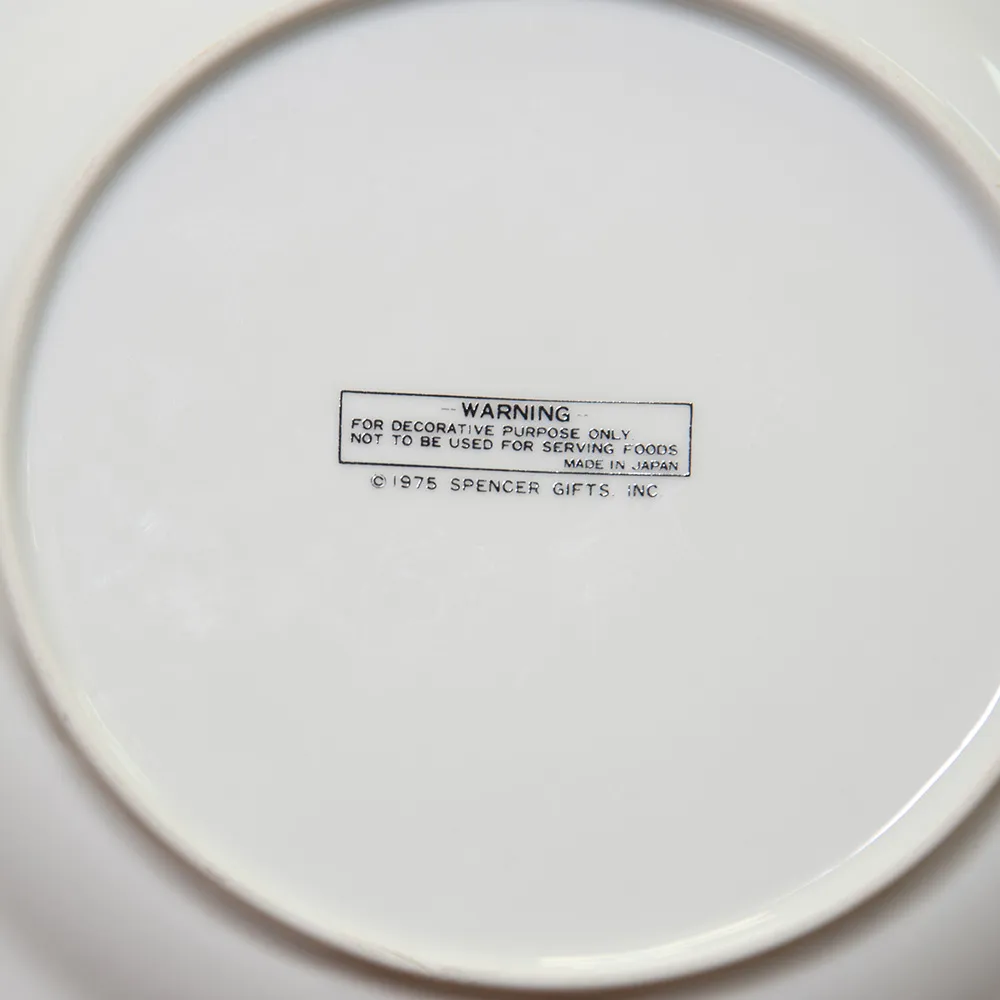 WARNING
FOR DECORATIVE PURPOSE ONLY
NOT TO BE USED FOR SERVING FOODS
MADE IN JAPAN
© 1975 SPENCER GIFTS. INC